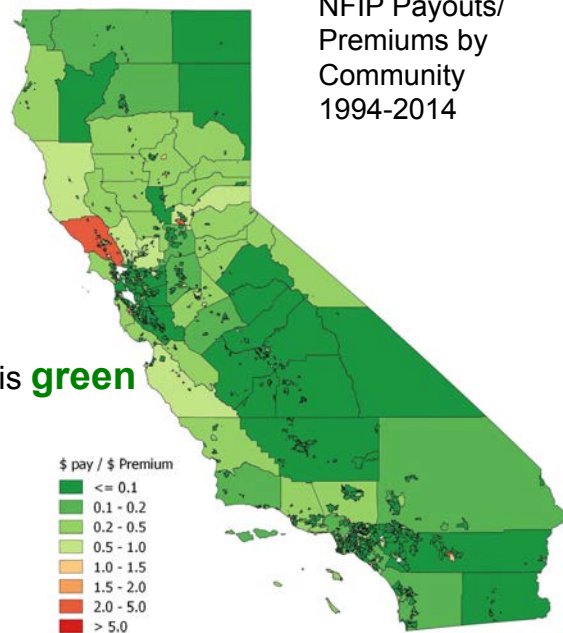 NFIP Payouts/
Premiums by
Community
1994-2014
is green
$ pay / $ Premium
<= 0.1
0.1 - 0.2
0.2 - 0.5
0.5 - 1.0
1.0 - 1.5
1.5 - 2.0
2.0 - 5.0
> 5.0